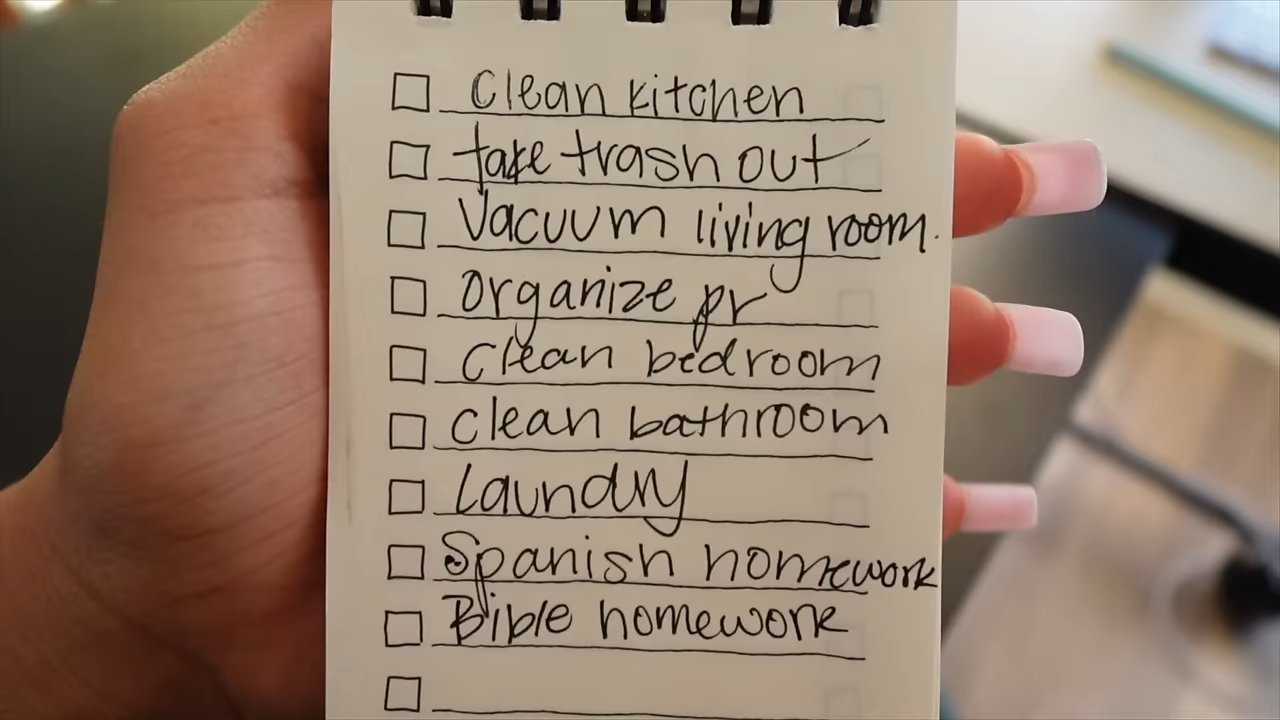 Clean kitchen
take trash out
Vacuum living room.
Organize pr
Clean bedroom
Clean bathroom
Laundry
Spanish homework
Bible homework